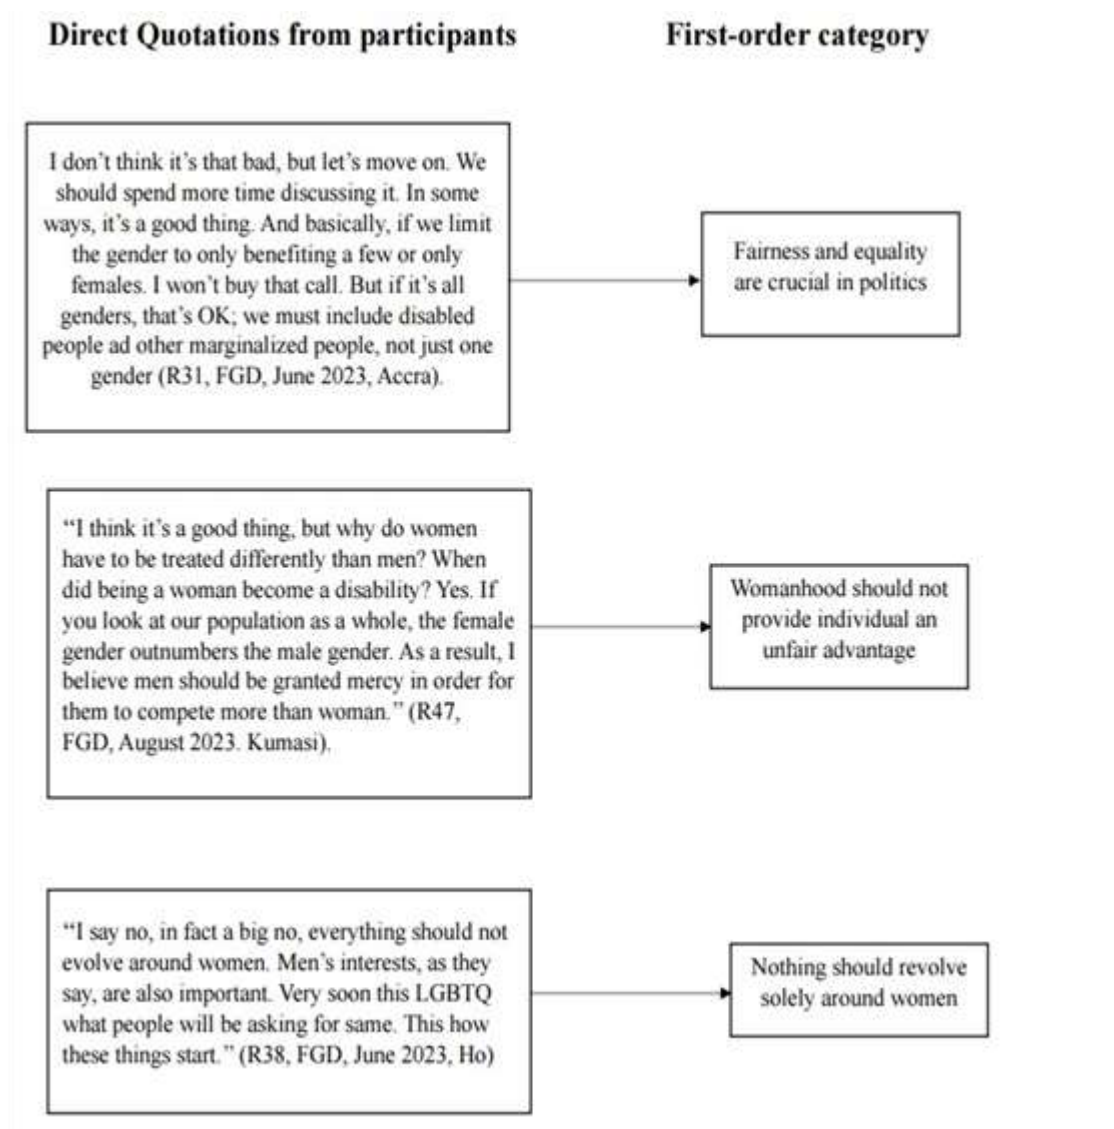 Direct Quotations from participants
First-order category
I don't think it's that bad, but let's move on. We
should spend more time discussing it. In some
ways, it's a good thing. And basically, if we limit
the gender to only benefiting a few or only
females. I won't buy that call. But if it's all
genders, that's OK; we must include disabled
people ad other marginalized people, not just one
gender (R31, FGD, June 2023, Accra).
Fairness and equality
are crucial in politics
“I think it's a good thing, but why do women
have to be treated differently than men? When
did being a woman become a disability? Yes. If
you look at our population as a whole, the female
gender outnumbers the male gender. As a result, I
believe men should be granted mercy in order for
them to compete more than woman.” (R47,
FGD, August 2023. Kumasi).
Womanhood should not
provide individual an
unfair advantage
“I say no, in fact a big no, everything should not
evolve around women. Men's interests, as they
say, are also important. Very soon this LGBTQ
what people will be asking for same. This how
these things start.” (R38, FGD, June 2023, Ho)
Nothing should revolve
solely around women